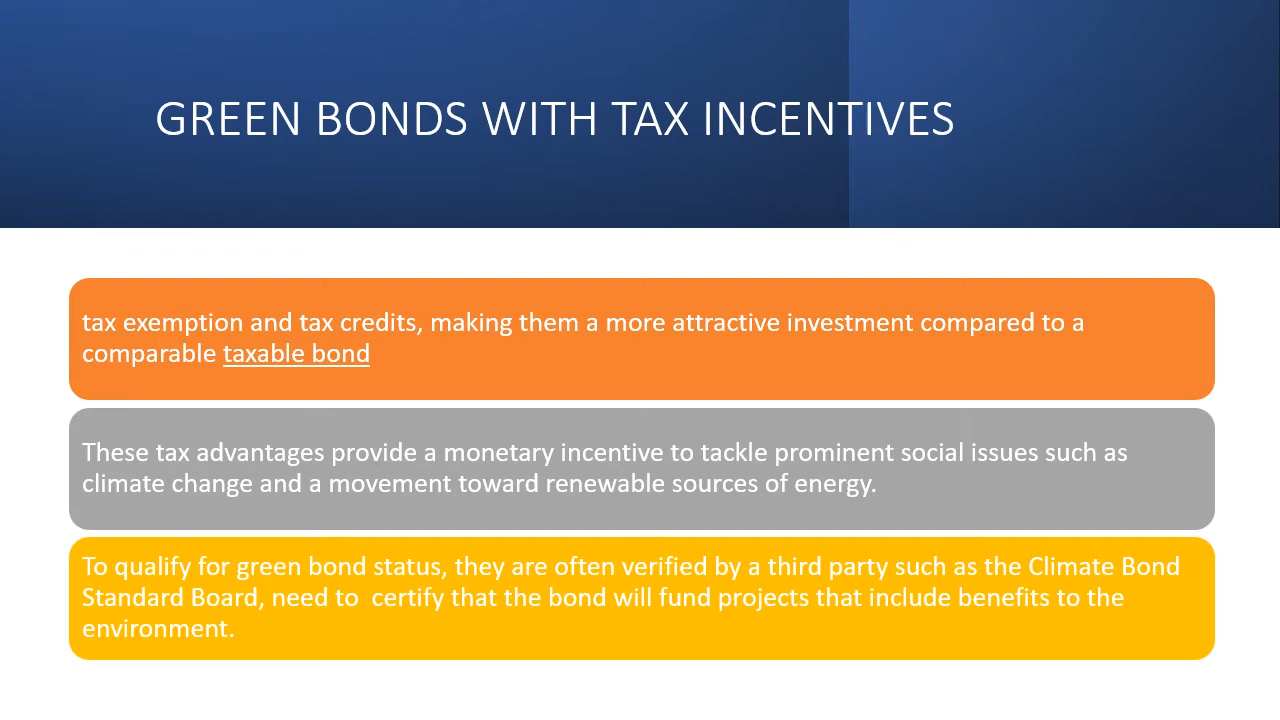 GREEN BONDS WITH TAX INCENTIVES
tax exemption and tax credits, making them a more attractive investment compared to a
comparable taxable bond
These tax advantages provide a monetary incentive to tackle prominent social issues such as
climate change and a movement toward renewable sources of energy.
To qualify for green bond status, they are often verified by a third party such as the Climate Bond
Standard Board, need to  certify that the bond will fund projects that include benefits to the
environment.